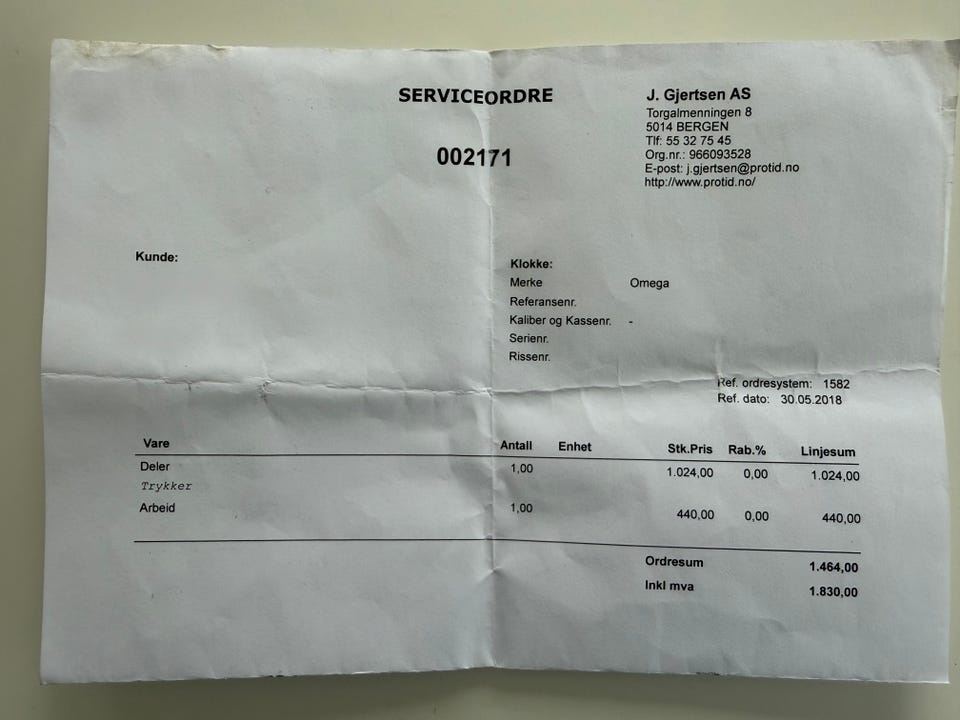 SERVICEORDRE
002171
J. Gjertsen AS
Torgalmenningen 8
5014 BERGEN
Tlf: 55 32 75 45
Org.nr.: 966093528
E-post: j.gjertsen@protid.no
http://www.protid.no/
Kunde:
Klokke:
Merke Omega
Referansenr.
Kaliber og Kassenr. -
Serienr.
Rissenr.
Ref. ordresystem: 1582
Ref. dato: 30.05.2018
Vare Antall Enhet Stk.Pris Rab.% Linjesum
Deler 1,00 1.024,00 0,00 1.024,00
Trykker
Arbeid 1,00 440,00 0,00 440,00
Ordresum 1.464,00
Inkl mva 1.830,00